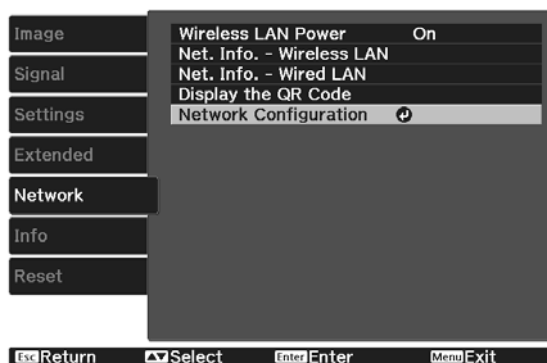 Image
Signal
Settings
Extended
Network
Info
Reset
Wireless LAN Power On
Net. Info. - Wireless LAN
Net. Info. - Wired LAN
Display the QR Code
Network Configuration
Esc Return Select Enter Enter Menu Exit